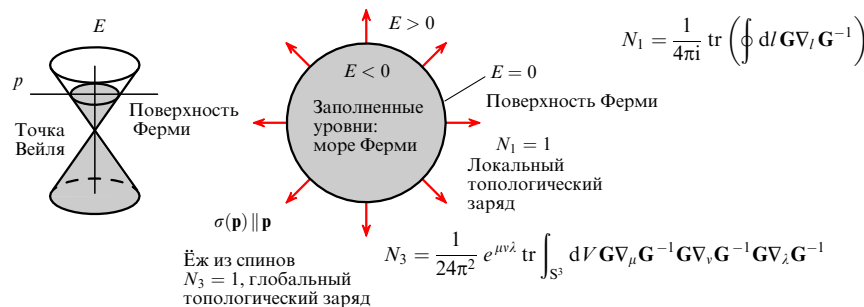 E
p
Точка
Вейля
Поверхность
Ферми
E > 0
E < 0
Заполненные
уровни:
море Ферми
E = 0
Поверхность Ферми
N₁ = 1
Локальный
топологический
заряд
σ(p) ∥ p
Ёж из спинов
N₃ = 1, глобальный
топологический заряд
N₁ = 1/4πi tr (∮ dl G∇ₗ G⁻¹)
N₃ = 1/24π² e^{μνλ} tr ∫_{S³} dV G∇_μ G⁻¹ G∇_ν G⁻¹ G∇_λ G⁻¹